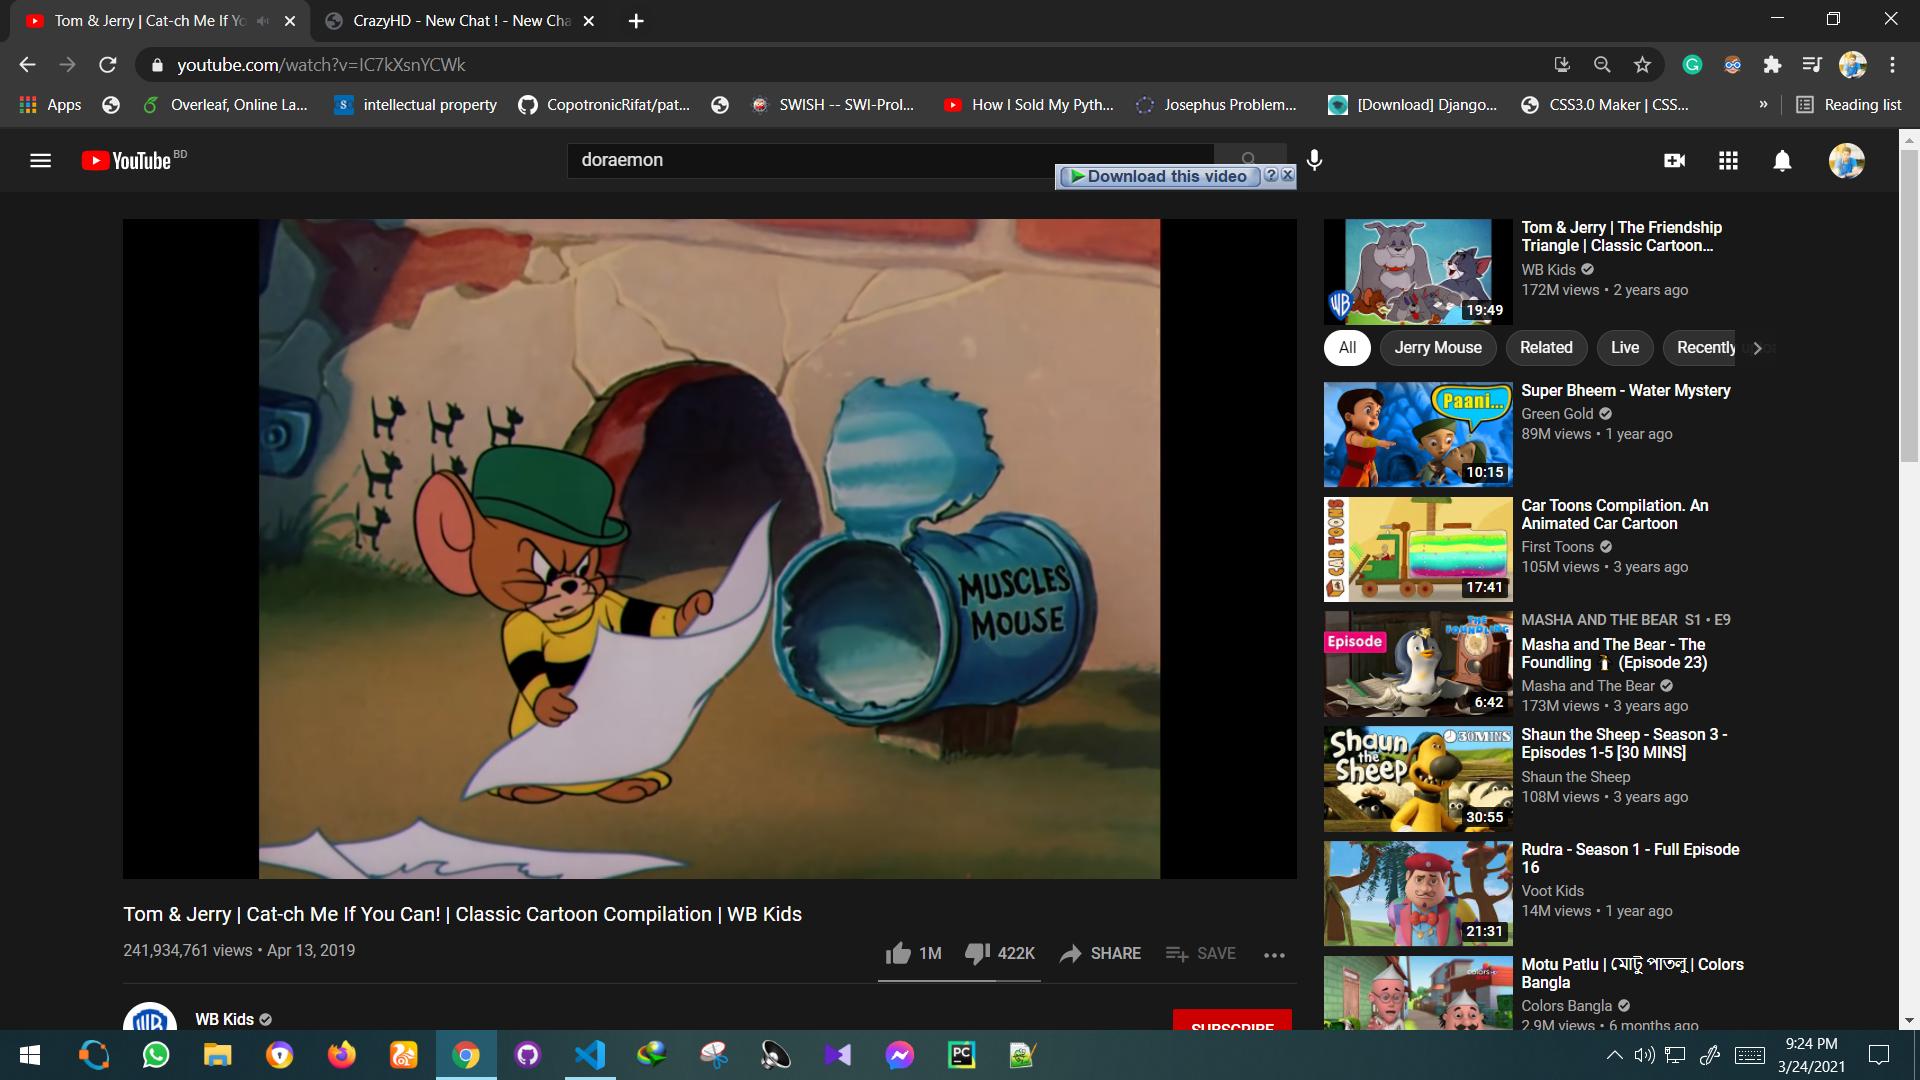 Tom & Jerry | Cat-ch Me If Yo
CrazyHD - New Chat ! - New Cha
youtube.com/watch?v=IC7kXsnYCWk
Apps
Overleaf, Online La...
intellectual property
CopotronicRifat/pat...
SWISH -- SWI-Prol...
How I Sold My Pyth...
Josephus Problem...
[Download] Django...
CSS3.0 Maker | CSS...
»
Reading list
YouTube BD
doraemon
Download this video
MUSCLES
MOUSE
Tom & Jerry | Cat-ch Me If You Can! | Classic Cartoon Compilation | WB Kids
241,934,761 views • Apr 13, 2019
1M
422K
SHARE
SAVE
WB
WB Kids
SUBSCRIBE
WB
19:49
Tom & Jerry | The Friendship
Triangle | Classic Cartoon...
WB Kids
172M views • 2 years ago
All
Jerry Mouse
Related
Live
Recently
Paani...
10:15
Super Bheem - Water Mystery
Green Gold
89M views • 1 year ago
CAR TOONS
17:41
Car Toons Compilation. An
Animated Car Cartoon
First Toons
105M views • 3 years ago
Episode
THE
FOUNDLING
6:42
MASHA AND THE BEAR S1 • E9
Masha and The Bear - The
Foundling 🐧 (Episode 23)
Masha and The Bear
173M views • 3 years ago
Shaun
the
Sheep
30MINS
30:55
Shaun the Sheep - Season 3 -
Episodes 1-5 [30 MINS]
Shaun the Sheep
108M views • 3 years ago
21:31
Rudra - Season 1 - Full Episode
16
Voot Kids
14M views • 1 year ago
Motu Patlu | মোটু পাতলু | Colors
Bangla
Colors Bangla
2.9M views • 6 months ago
PC
9:24 PM
3/24/2021